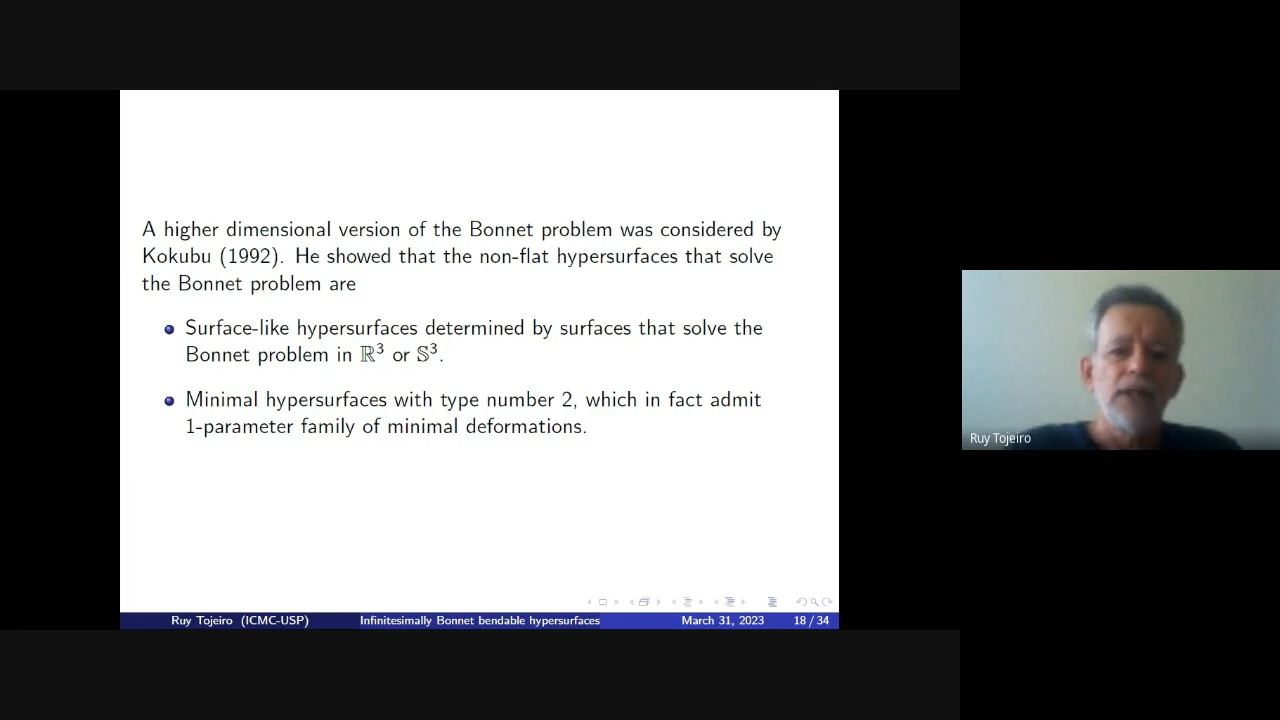 A higher dimensional version of the Bonnet problem was considered by
Kokubu (1992). He showed that the non-flat hypersurfaces that solve
the Bonnet problem are
Surface-like hypersurfaces determined by surfaces that solve the
Bonnet problem in ℝ³ or 𝕊³.
Minimal hypersurfaces with type number 2, which in fact admit
1-parameter family of minimal deformations.
Ruy Tojeiro (ICMC-USP) Infinitesimally Bonnet bendable hypersurfaces March 31, 2023 18 / 34
Ruy Tojeiro